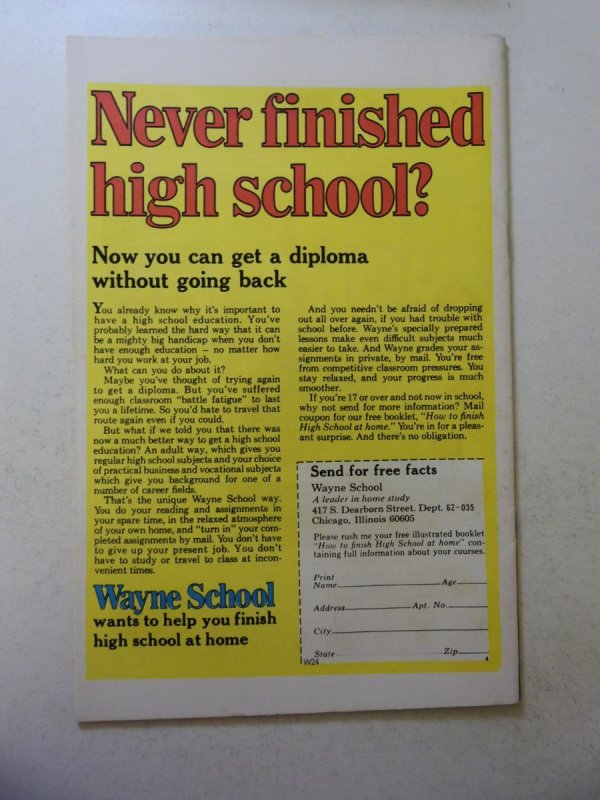 Never finished
high school?
Now you can get a diploma
without going back
You already know why it's important to
have a high school education. You've
probably learned the hard way that it can
be a mighty big handicap when you don't
have enough education — no matter how
hard you work at your job.
What can you do about it?
Maybe you've thought of trying again
to get a diploma. But you've suffered
enough classroom "battle fatigue" to last
you a lifetime. So you'd hate to travel that
route again even if you could.
But what if we told you that there was
now a much better way to get a high school
education? An adult way, which gives you
regular high school subjects and your choice
of practical business and vocational subjects
which give you background for one of a
number of career fields.
That's the unique Wayne School way.
You do your reading and assignments in
your spare time, in the relaxed atmosphere
of your own home, and "turn in" your com-
pleted assignments by mail. You don't have
to give up your present job. You don't
have to study or travel to class at incon-
venient times.
Wayne School
wants to help you finish
high school at home
And you needn't be afraid of dropping
out all over again, if you had trouble with
school before. Wayne's specially prepared
lessons make even difficult subjects much
easier to take. And Wayne grades your as-
signments in private, by mail. You're free
from competitive classroom pressures. You
stay relaxed, and your progress is much
smoother.
If you're 17 or over and not now in school,
why not send for more information? Mail
coupon for our free booklet, "How to finish
High School at home." You're in for a pleas-
ant surprise. And there's no obligation.
Send for free facts
Wayne School
A leader in home study
417 S. Dearborn Street. Dept. 62-035
Chicago, Illinois 60605
Please rush me your free illustrated booklet
"How to finish High School at home" con-
taining full information about your courses.
Print
Name Age
Address Apt. No.
City
State Zip
W24 4